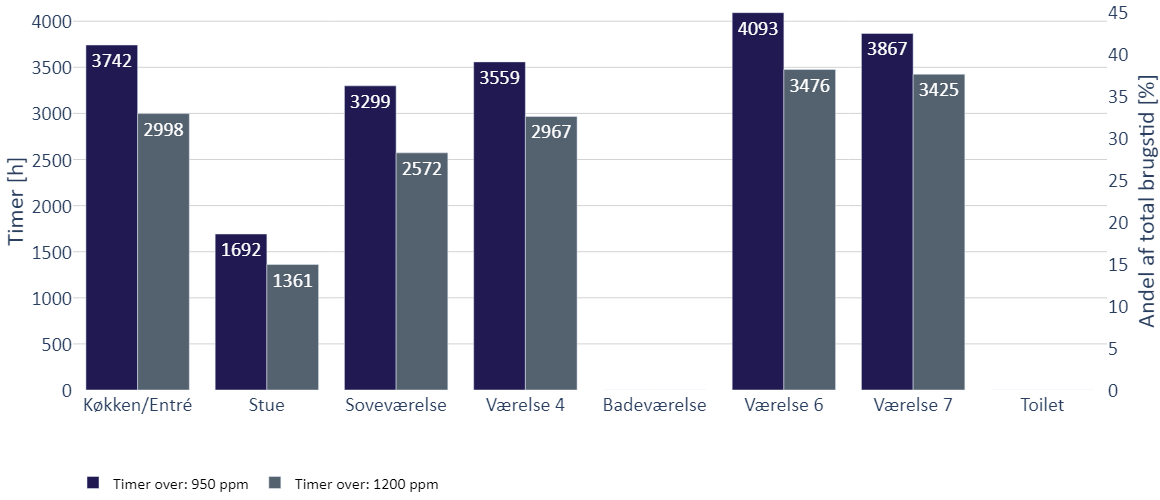 Timer [h]
4000
3500
3000
2500
2000
1500
1000
500
0
3742
2998
1692
1361
3299
2572
3559
2967
4093
3476
3867
3425
45
40
35
30
25
20
15
10
5
0
Andel af total brugstid [%]
Køkken/Entré
Stue
Soveværelse
Værelse 4
Badeværelse
Værelse 6
Værelse 7
Toilet
Timer over: 950 ppm
Timer over: 1200 ppm